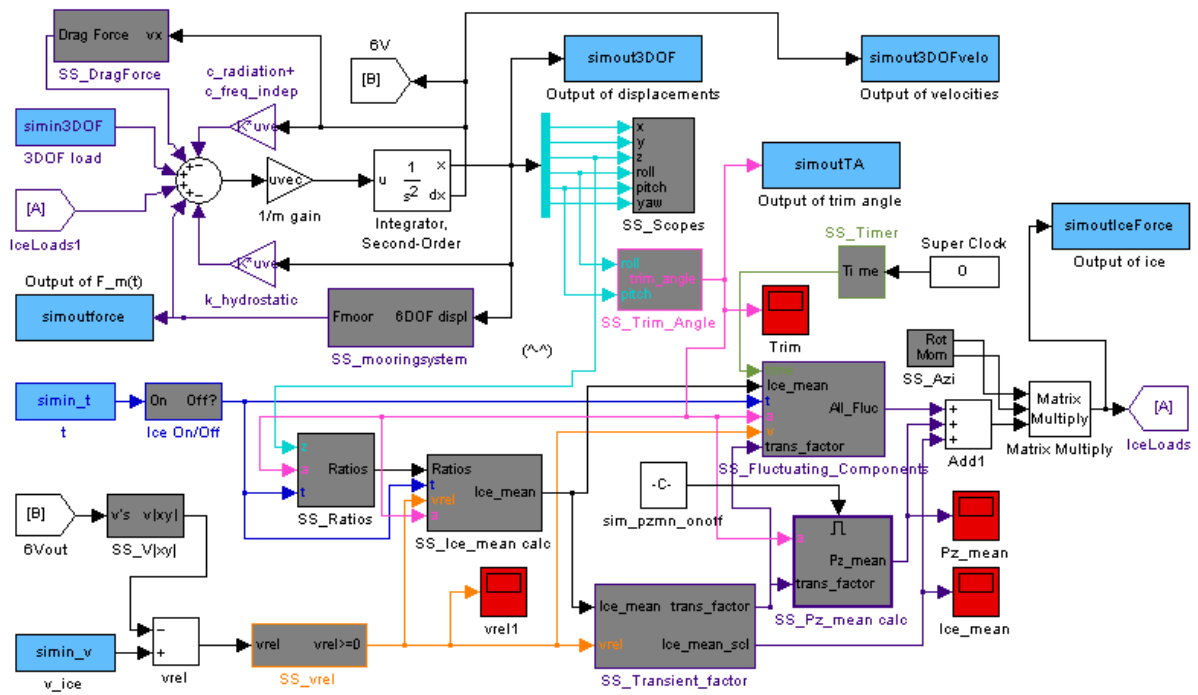 Drag Force vx
SS_DragForce
simin3DOF
3DOF load
[A]
IceLoads1
Output of F_m(t)
simoutforce
c_radiation+
c_freq_indep
K*uve
+
-
+
+
+
-
uvec
1/m gain
K*uve
k_hydrostatic
6V
[B]
u
1
s²
x
dx
Integrator,
Second-Order
Fmoor 6DOF displ
SS_mooringsystem
simout3DOF
Output of displacements
simout3DOFvelo
Output of velocities
x
y
z
roll
pitch
yaw
SS_Scopes
simoutTA
Output of trim angle
roll
trim_angle
pitch
SS_Trim_Angle
Trim
SS_Timer
Ti me
Super Clock
0
simoutIceForce
Output of ice
(^-^)
simin_t
t
On Off?
Ice On/Off
z
a
t
Ratios
SS_Ratios
Ratios
t
vrel
a
Ice_mean
SS_Ice_mean calc
Ice_mean
t
a
v
trans_factor
All_Fluc
SS_Fluctuating_Components
Rot
Mom
SS_Azi
+
+
+
Add1
Matrix
Multiply
Matrix Multiply
[A]
IceLoads
-C-
sim_pzmn_onoff
a
Pz_mean
trans_factor
SS_Pz_mean calc
Pz_mean
Ice_mean
[B]
6Vout
v's v|xy|
SS_V|xy|
simin_v
v_ice
-
+
vrel
vrel vrel>=0
SS_vrel
vrel1
Ice_mean trans_factor
vrel
Ice_mean_scl
SS_Transient_factor